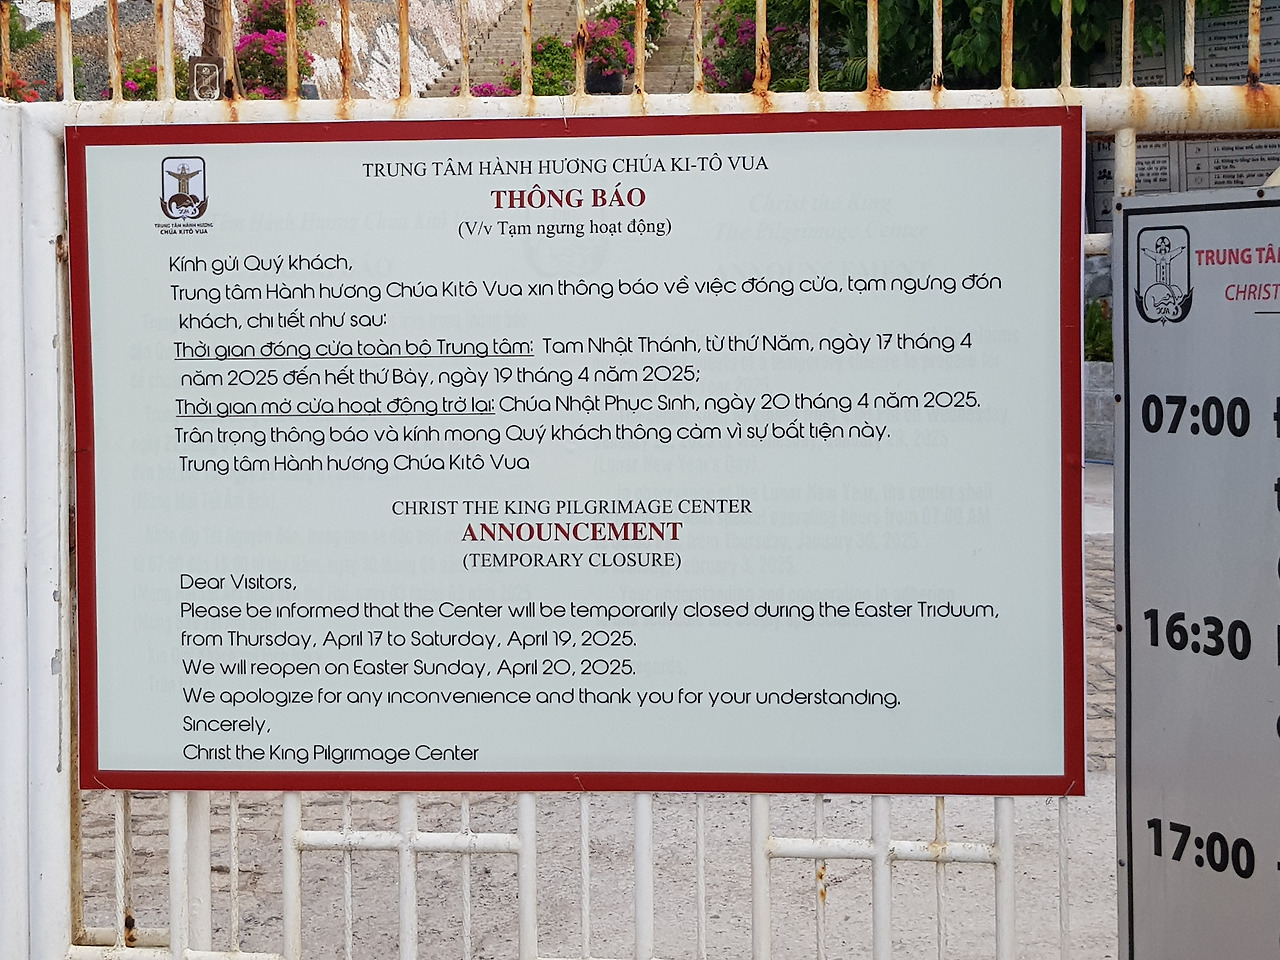 TRUNG TÂM HÀNH HƯƠNG
CHÚA KITÔ VUA
TRUNG TÂM HÀNH HƯƠNG CHÚA KI-TÔ VUA
THÔNG BÁO
(V/v Tạm ngưng hoạt động)
Kính gửi Quý khách,
Trung tâm Hành hương Chúa Kitô Vua xin thông báo về việc đóng cửa, tạm ngưng đón
khách, chi tiết như sau:
Thời gian đóng cửa toàn bộ Trung tâm: Tam Nhật Thánh, từ thứ Năm, ngày 17 tháng 4
năm 2025 đến hết thứ Bảy, ngày 19 tháng 4 năm 2025;
Thời gian mở cửa hoạt động trở lại: Chúa Nhật Phục Sinh, ngày 20 tháng 4 năm 2025.
Trân trọng thông báo và kính mong Quý khách thông cảm vì sự bất tiện này.
Trung tâm Hành hương Chúa Kitô Vua
CHRIST THE KING PILGRIMAGE CENTER
ANNOUNCEMENT
(TEMPORARY CLOSURE)
Dear Visitors,
Please be informed that the Center will be temporarily closed during the Easter Triduum,
from Thursday, April 17 to Saturday, April 19, 2025.
We will reopen on Easter Sunday, April 20, 2025.
We apologize for any inconvenience and thank you for your understanding.
Sincerely,
Christ the King Pilgrimage Center
TRUNG TÂ
CHRIST
07:00
16:30
17:00